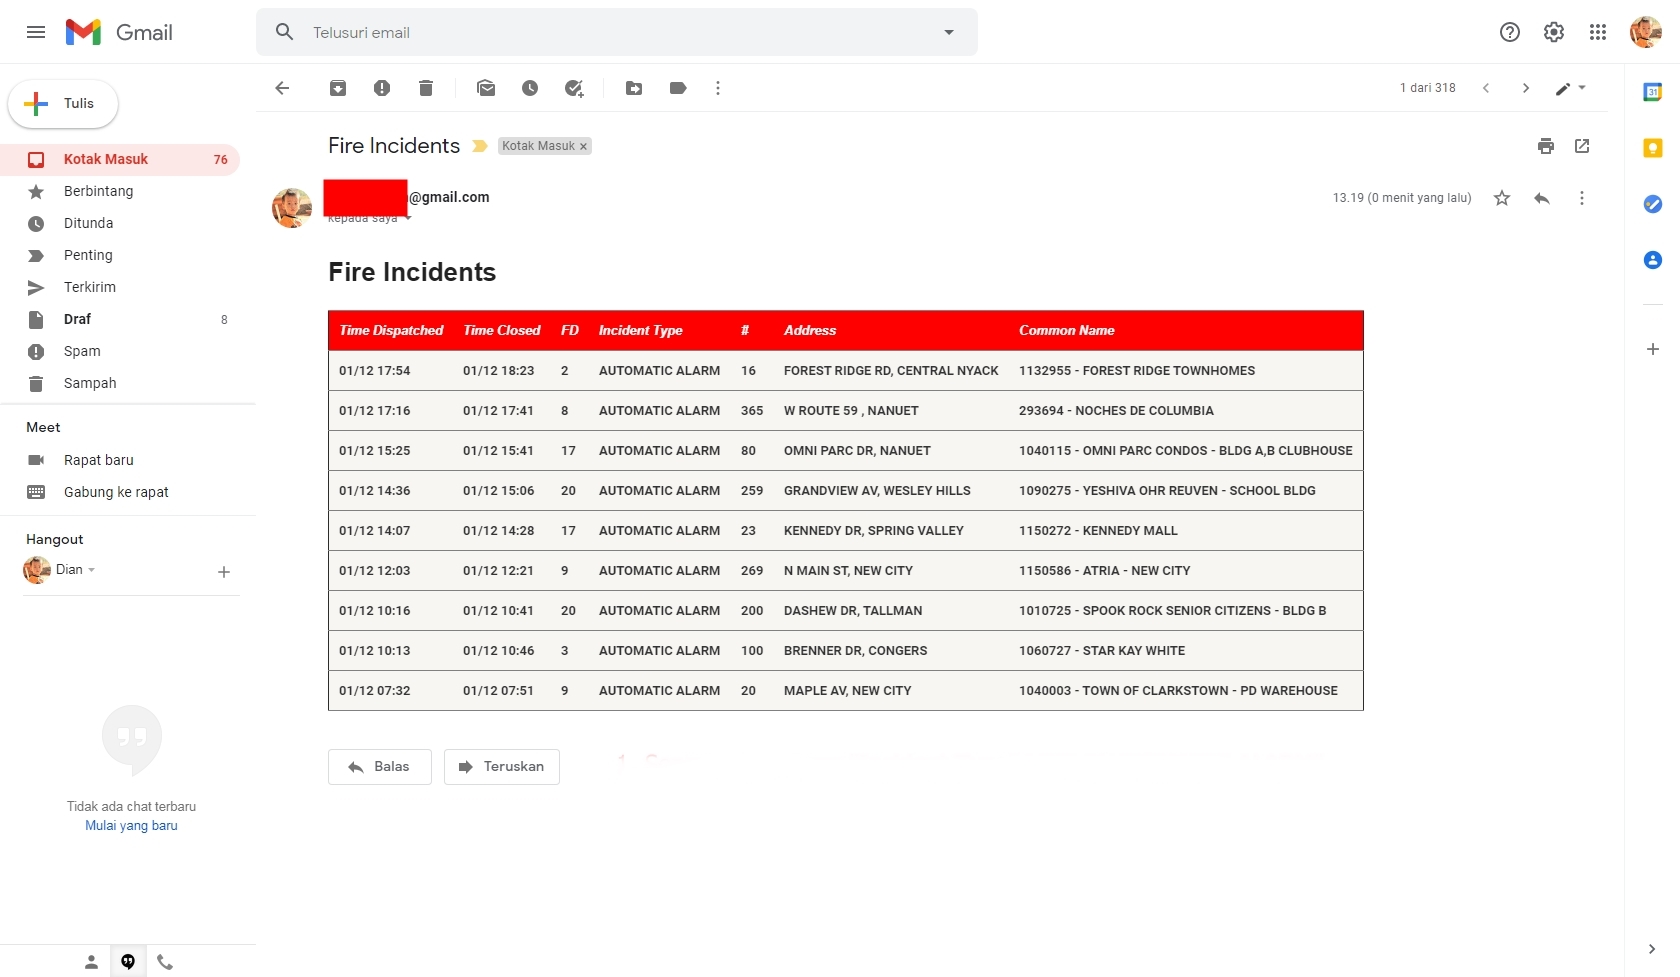 Gmail
Telusuri email
Tulis
1 dari 318
31
Kotak Masuk 76
Berbintang
Ditunda
Penting
Terkirim
Draf 8
Spam
Sampah
Meet
Rapat baru
Gabung ke rapat
Hangout
Dian
Tidak ada chat terbaru
Mulai yang baru
Fire Incidents Kotak Masuk ×
@gmail.com 13.19 (0 menit yang lalu)
kepada saya
Fire Incidents
Time Dispatched Time Closed FD Incident Type # Address Common Name
01/12 17:54 01/12 18:23 2 AUTOMATIC ALARM 16 FOREST RIDGE RD, CENTRAL NYACK 1132955 - FOREST RIDGE TOWNHOMES
01/12 17:16 01/12 17:41 8 AUTOMATIC ALARM 365 W ROUTE 59 , NANUET 293694 - NOCHES DE COLUMBIA
01/12 15:25 01/12 15:41 17 AUTOMATIC ALARM 80 OMNI PARC DR, NANUET 1040115 - OMNI PARC CONDOS - BLDG A,B CLUBHOUSE
01/12 14:36 01/12 15:06 20 AUTOMATIC ALARM 259 GRANDVIEW AV, WESLEY HILLS 1090275 - YESHIVA OHR REUVEN - SCHOOL BLDG
01/12 14:07 01/12 14:28 17 AUTOMATIC ALARM 23 KENNEDY DR, SPRING VALLEY 1150272 - KENNEDY MALL
01/12 12:03 01/12 12:21 9 AUTOMATIC ALARM 269 N MAIN ST, NEW CITY 1150586 - ATRIA - NEW CITY
01/12 10:16 01/12 10:41 20 AUTOMATIC ALARM 200 DASHEW DR, TALLMAN 1010725 - SPOOK ROCK SENIOR CITIZENS - BLDG B
01/12 10:13 01/12 10:46 3 AUTOMATIC ALARM 100 BRENNER DR, CONGERS 1060727 - STAR KAY WHITE
01/12 07:32 01/12 07:51 9 AUTOMATIC ALARM 20 MAPLE AV, NEW CITY 1040003 - TOWN OF CLARKSTOWN - PD WAREHOUSE
Balas Teruskan